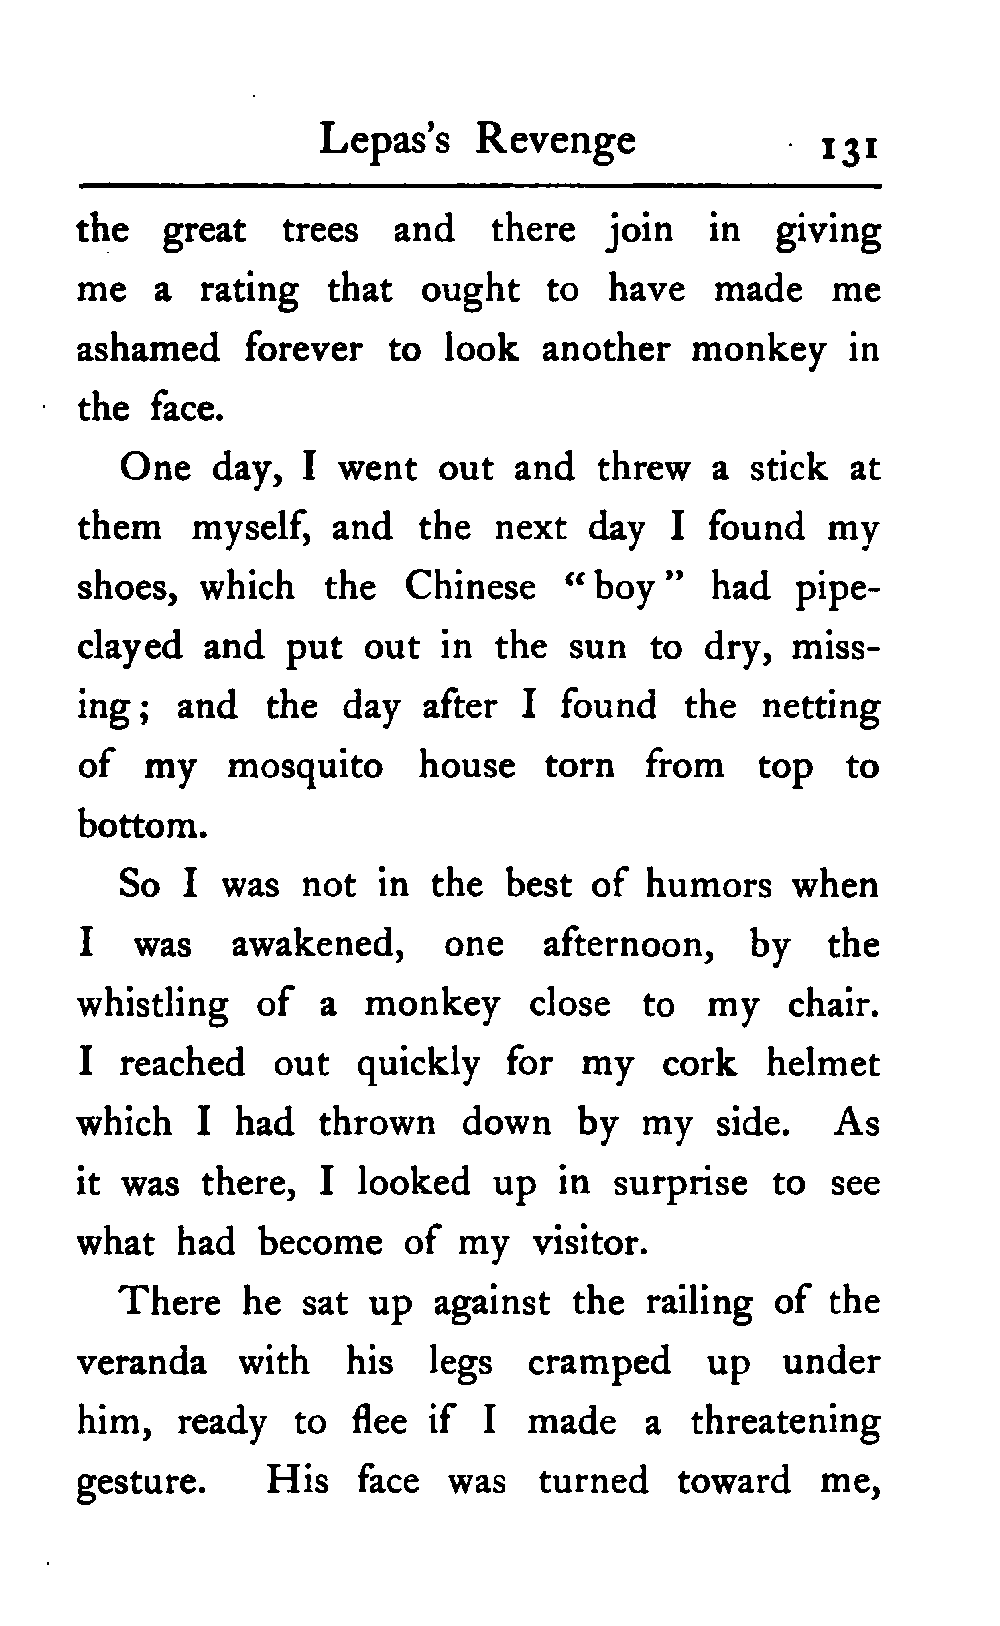 Lepas's Revenge 131
the great trees and there join in giving
me a rating that ought to have made me
ashamed forever to look another monkey in
the face.
One day, I went out and threw a stick at
them myself, and the next day I found my
shoes, which the Chinese “ boy ” had pipe-
clayed and put out in the sun to dry, miss-
ing ; and the day after I found the netting
of my mosquito house torn from top to
bottom.
So I was not in the best of humors when
I was awakened, one afternoon, by the
whistling of a monkey close to my chair.
I reached out quickly for my cork helmet
which I had thrown down by my side. As
it was there, I looked up in surprise to see
what had become of my visitor.
There he sat up against the railing of the
veranda with his legs cramped up under
him, ready to flee if I made a threatening
gesture. His face was turned toward me,